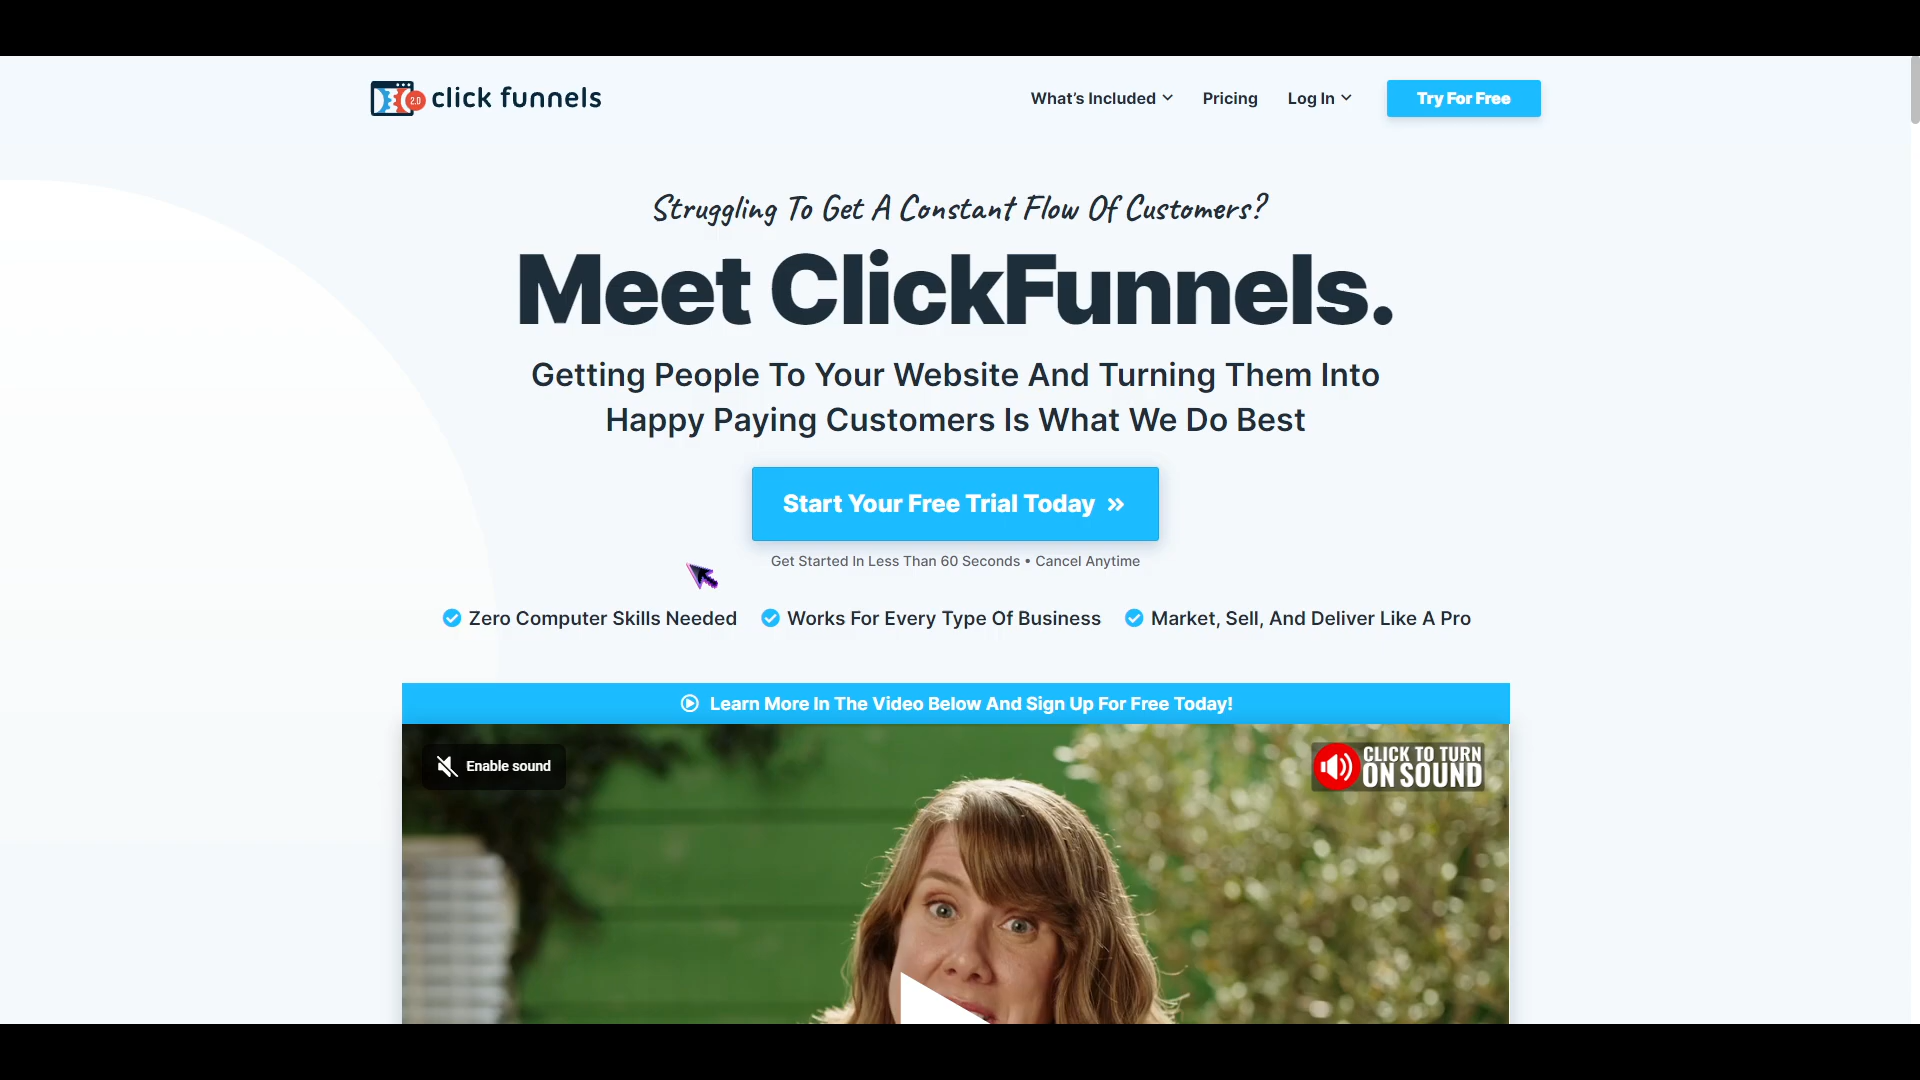 2.0 click funnels
What's Included
Pricing
Log In
Try For Free
Struggling To Get A Constant Flow Of Customers?
Meet ClickFunnels.
Getting People To Your Website And Turning Them Into
Happy Paying Customers Is What We Do Best
Start Your Free Trial Today »
Get Started In Less Than 60 Seconds • Cancel Anytime
Zero Computer Skills Needed
Works For Every Type Of Business
Market, Sell, And Deliver Like A Pro
Learn More In The Video Below And Sign Up For Free Today!
Enable sound
CLICK TO TURN
ON SOUND